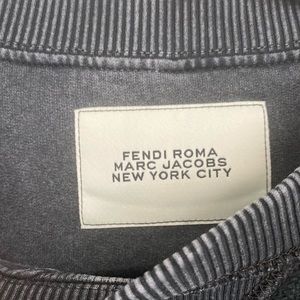 FENDI ROMA
MARC JACOBS
NEW YORK CITY